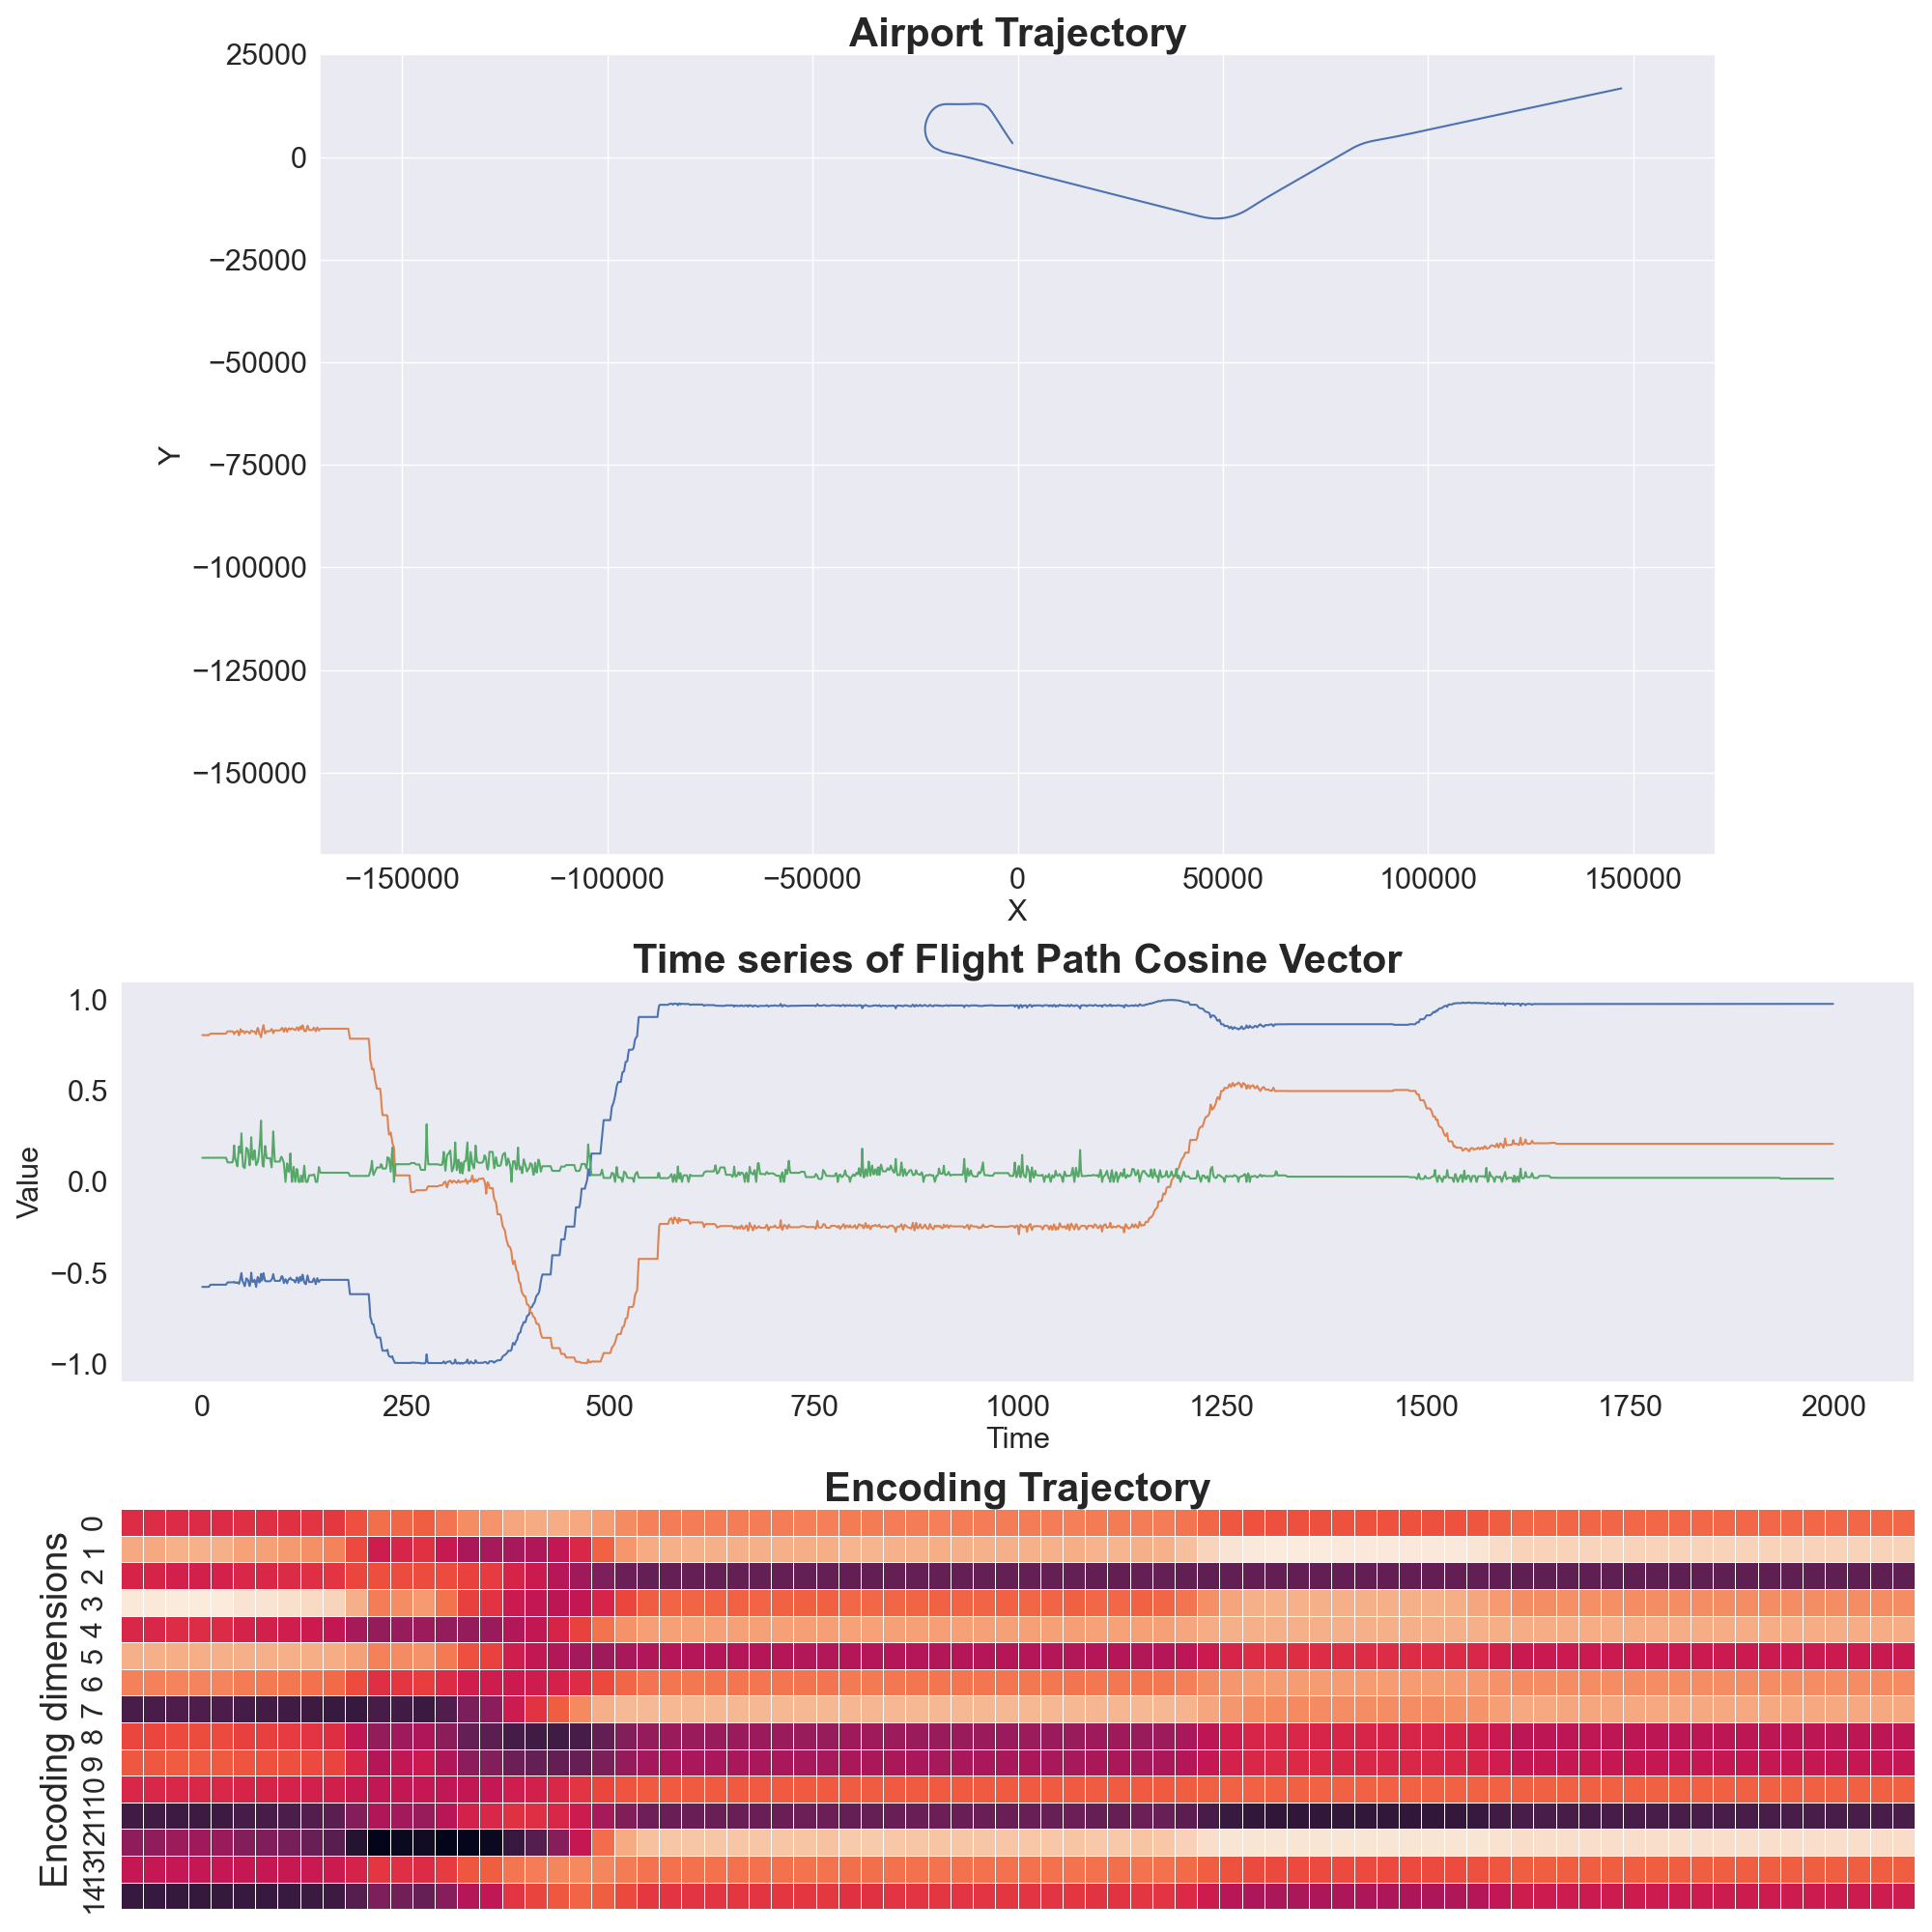 Airport Trajectory
25000
0
−25000
−50000
−75000
−100000
−125000
−150000
Y
−150000 −100000 −50000 0 50000 100000 150000
X
Time series of Flight Path Cosine Vector
1.0
0.5
0.0
−0.5
−1.0
Value
0 250 500 750 1000 1250 1500 1750 2000
Time
Encoding Trajectory
Encoding dimensions
0
1
2
3
4
5
6
7
8
9
10
11
12
13
14